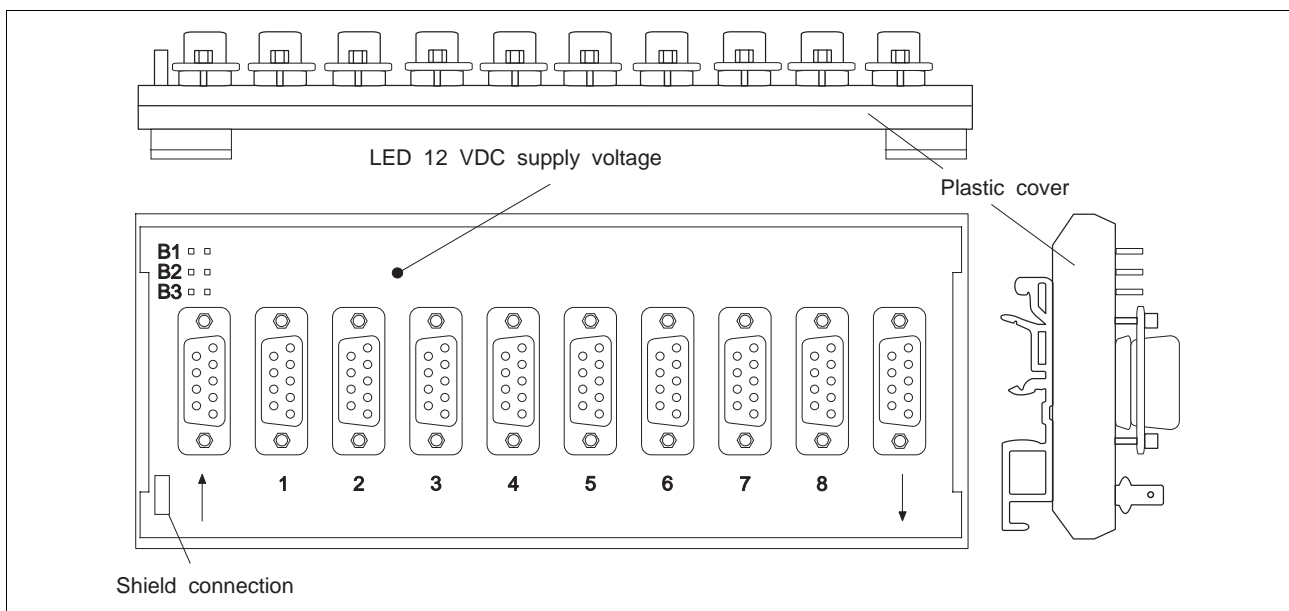 LED 12 VDC supply voltage
Plastic cover
B1
B2
B3
1 2 3 4 5 6 7 8
Shield connection